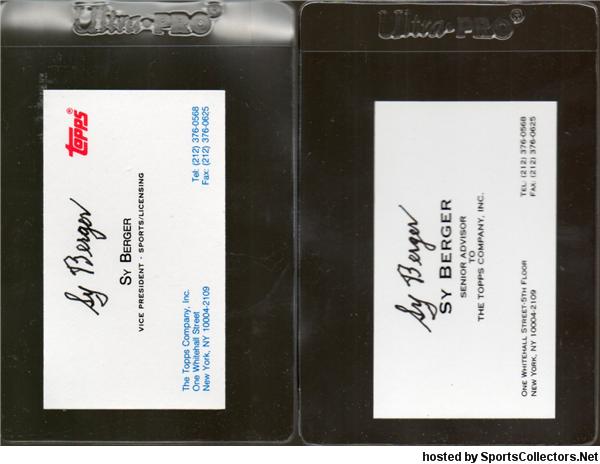 Ultra·PRO®
Topps®
Sy Berger
SY BERGER
VICE PRESIDENT - SPORTS/LICENSING
The Topps Company, Inc.
One Whitehall Street
New York, NY 10004-2109
Tel: (212) 376-0568
Fax: (212) 376-0625
Ultra·PRO®
Sy Berger
SY BERGER
SENIOR ADVISOR
TO
THE TOPPS COMPANY, INC.
ONE WHITEHALL STREET-5TH FLOOR
NEW YORK, NY 10004-2109
TEL: (212) 376-0568
FAX: (212) 376-0625
hosted by SportsCollectors.Net